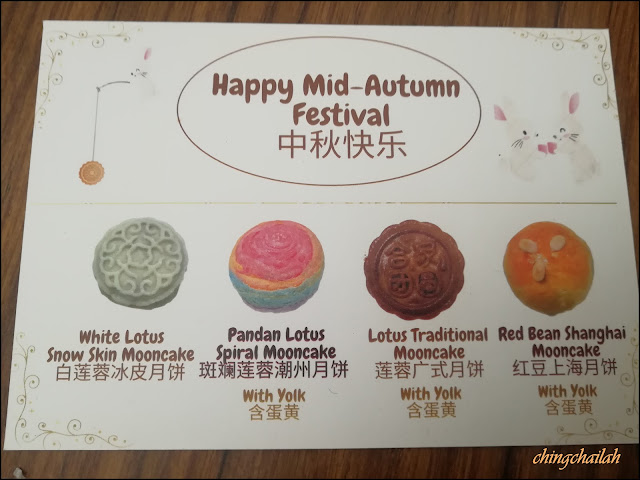 Happy Mid-Autumn
Festival
中秋快乐
White Lotus
Snow Skin Mooncake
白莲蓉冰皮月饼
Pandan Lotus
Spiral Mooncake
斑斓莲蓉潮州月饼
With Yolk
含蛋黄
Lotus Traditional
Mooncake
莲蓉广式月饼
With Yolk
含蛋黄
Red Bean Shanghai
Mooncake
红豆上海月饼
With Yolk
含蛋黄
chingchailah